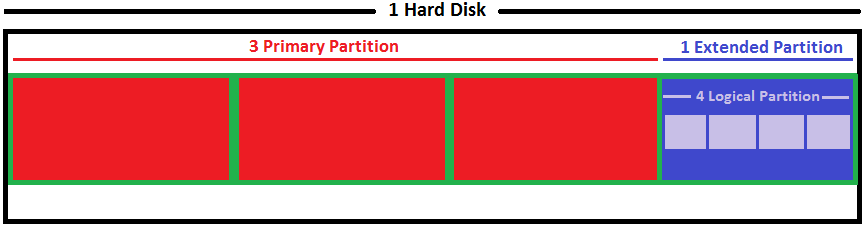 1 Hard Disk
3 Primary Partition
1 Extended Partition
4 Logical Partition